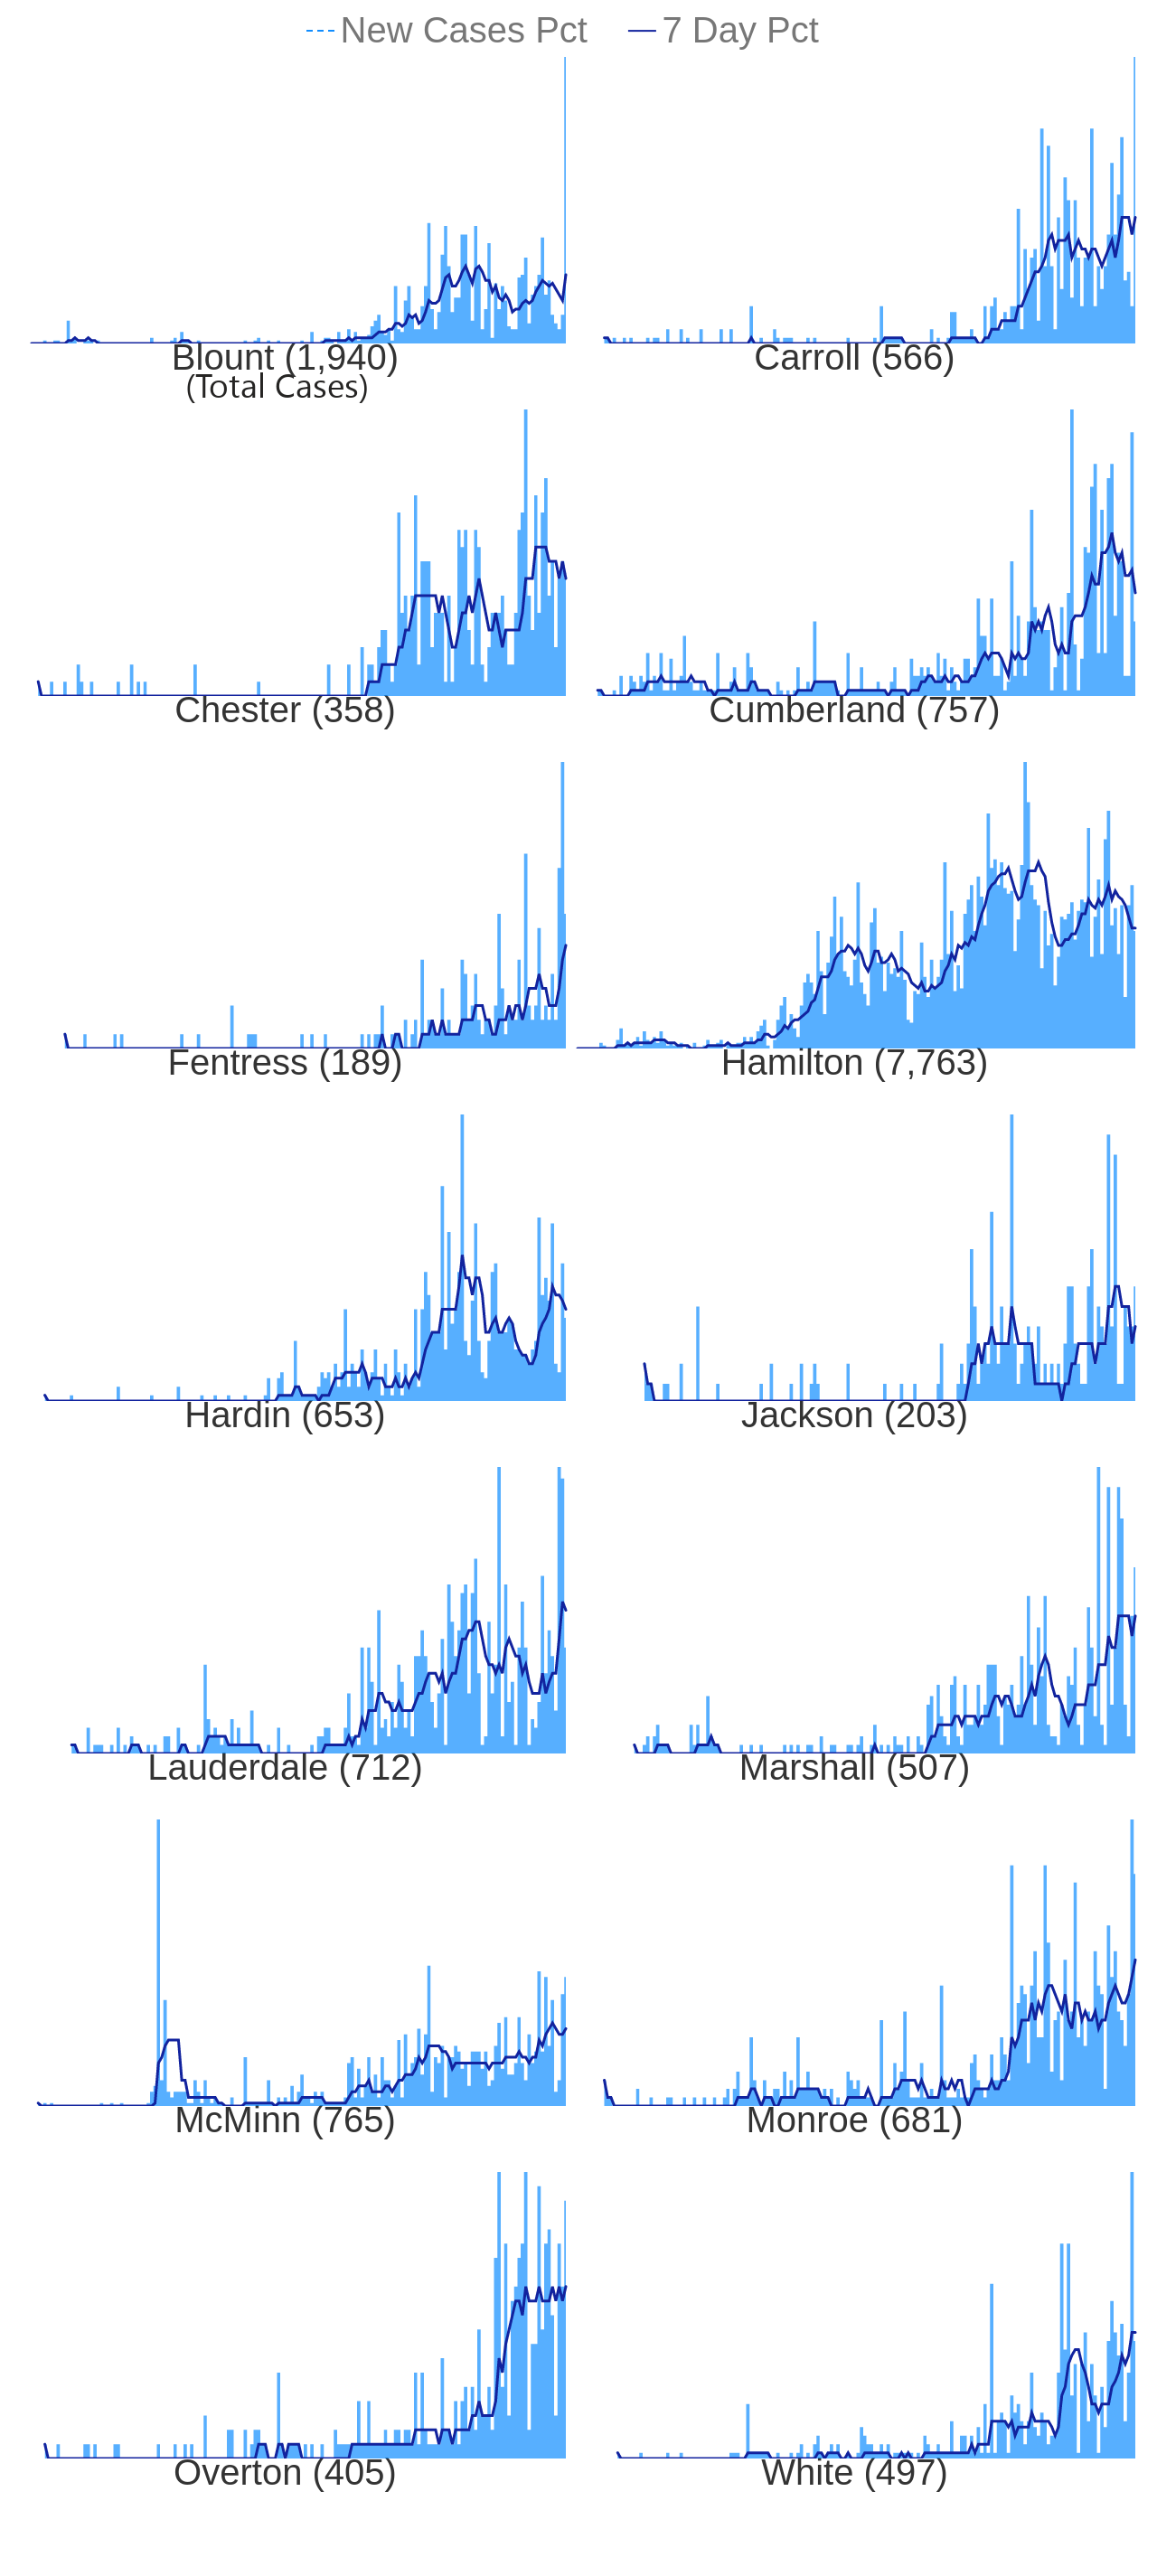 New Cases Pct 7 Day Pct
Blount (1,940) Carroll (566)
(Total Cases)
Chester (358) Cumberland (757)
Fentress (189) Hamilton (7,763)
Hardin (653) Jackson (203)
Lauderdale (712) Marshall (507)
McMinn (765) Monroe (681)
Overton (405) White (497)